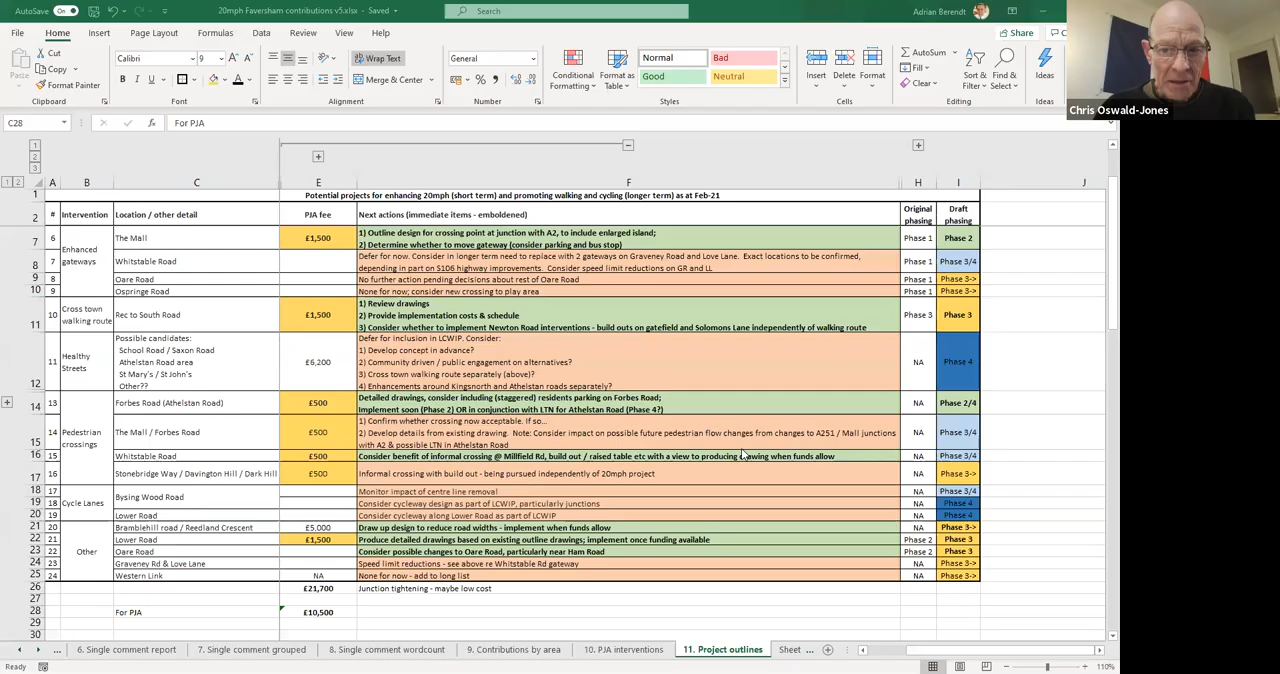 AutoSave On 20mph Faversham contributions v5.xlsx - Saved Search Adrian Berendt
File Home Insert Page Layout Formulas Data Review View Help Share
Cut Copy Format Painter Paste Clipboard
Calibri 9 Font
Wrap Text Merge & Center Alignment
General Number
Conditional Formatting Format as Table Normal Bad Good Neutral Styles
Insert Delete Format Cells
AutoSum Fill Clear Sort & Filter Find & Select Editing
Ideas Ideas
Chris Oswald-Jones
C28 For PJA
A B C E F H I J
1 Potential projects for enhancing 20mph (short term) and promoting walking and cycling (longer term) as at Feb-21
2 # Intervention Location / other detail PJA fee Next actions (immediate items - emboldened) Original phasing Draft phasing
7 6 Enhanced gateways The Mall £1,500 1) Outline design for crossing point at junction with A2, to include enlarged island;
2) Determine whether to move gateway (consider parking and bus stop) Phase 1 Phase 2
8 7 Whitstable Road Defer for now. Consider in longer term need to replace with 2 gateways on Graveney Road and Love Lane. Exact locations to be confirmed,
depending in part on S106 highway improvements. Consider speed limit reductions on GR and LL Phase 1 Phase 3/4
9 8 Oare Road No further action pending decisions about rest of Oare Road Phase 1 Phase 3->
10 9 Ospringe Road None for now; consider new crossing to play area Phase 1 Phase 3->
11 10 Cross town walking route Rec to South Road £1,500 1) Review drawings
2) Provide implementation costs & schedule
3) Consider whether to implement Newton Road interventions - build outs on gatefield and Solomons Lane independently of walking route Phase 3 Phase 3
12 11 Healthy Streets Possible candidates: £6,200 Defer for inclusion in LCWIP. Consider: NA Phase 4
School Road / Saxon Road 1) Develop concept in advance?
Athelstan Road area 2) Community driven / public engagement on alternatives?
St Mary's / St John's 3) Cross town walking route separately (above)?
Other?? 4) Enhancements around Kingsnorth and Athelstan roads separately?
14 13 Pedestrian crossings Forbes Road (Athelstan Road) £500 Detailed drawings, consider including (staggered) residents parking on Forbes Road;
Implement soon (Phase 2) OR in conjunction with LTN for Athelstan Road (Phase 4?) NA Phase 2/4
15 14 The Mall / Forbes Road £500 1) Confirm whether crossing now acceptable. If so...
2) Develop details from existing drawing. Note: Consider impact on possible future pedestrian flow changes from changes to A251 / Mall junctions
with A2 & possible LTN in Athelstan Road NA Phase 3/4
16 15 Whitstable Road £500 Consider benefit of informal crossing @ Millfield Rd, build out / raised table etc with a view to producing drawing when funds allow NA Phase 3/4
17 16 Stonebridge Way / Davington Hill / Dark Hill £500 Informal crossing with build out - being pursued independently of 20mph project NA Phase 3->
18 17 Cycle Lanes Bysing Wood Road Monitor impact of centre line removal NA Phase 3/4
19 18 Consider cycleway design as part of LCWIP, particularly junctions NA Phase 4
20 19 Lower Road Consider cycleway along Lower Road as part of LCWIP NA Phase 4
21 20 Other Bramblehill road / Reedland Crescent £5,000 Draw up design to reduce road widths - implement when funds allow NA Phase 3->
22 21 Lower Road £1,500 Produce detailed drawings based on existing outline drawings; implement once funding available Phase 2 Phase 3
23 22 Oare Road Consider possible changes to Oare Road, particularly near Ham Road Phase 2 Phase 3
24 23 Graveney Rd & Love Lane Speed limit reductions - see above re Whitstable Rd gateway NA Phase 3->
25 24 Western Link NA None for now - add to long list NA Phase 3->
26 £21,700 Junction tightening - maybe low cost
27
28 For PJA £10,500
29
30
... 6. Single comment report 7. Single comment grouped 8. Single comment wordcount 9. Contributions by area 10. PJA interventions 11. Project outlines Sheet ...
Ready 110%